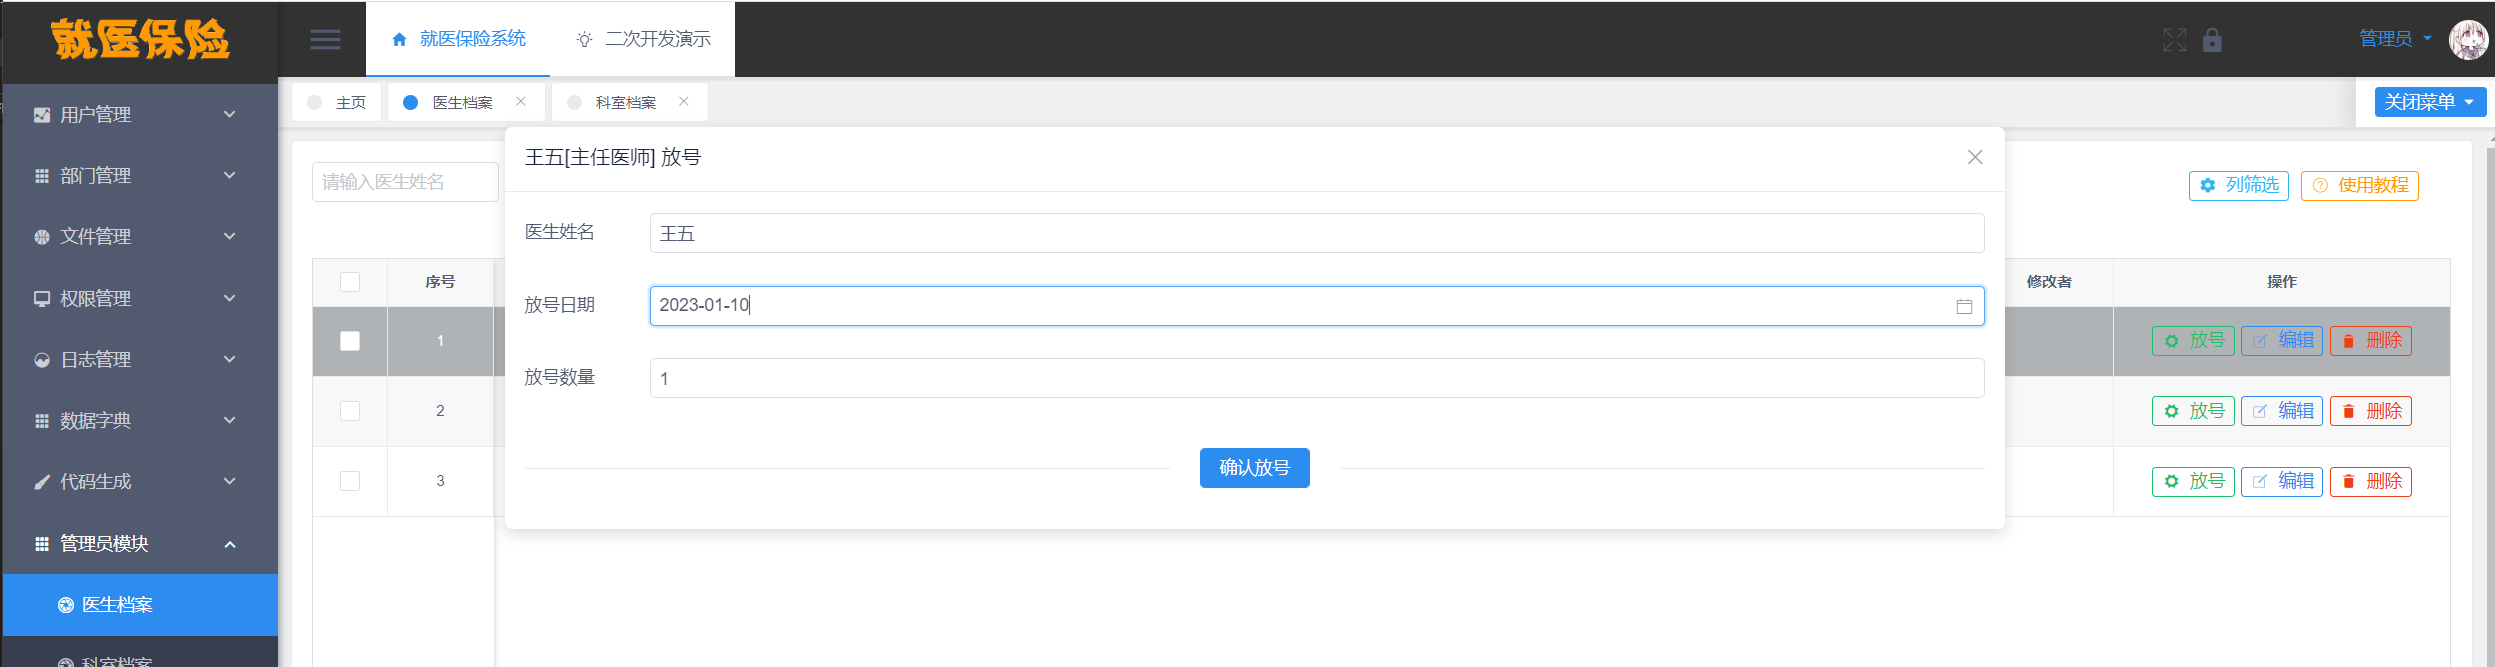 就医保险
就医保险系统
二次开发演示
管理员
用户管理
部门管理
文件管理
权限管理
日志管理
数据字典
代码生成
管理员模块
医生档案
科室档案
主页
医生档案
科室档案
关闭菜单
请输入医生姓名
列筛选
使用教程
王五[主任医师] 放号
医生姓名
王五
放号日期
2023-01-10
放号数量
1
确认放号
序号
修改者
操作
1
放号 编辑 删除
2
放号 编辑 删除
3
放号 编辑 删除